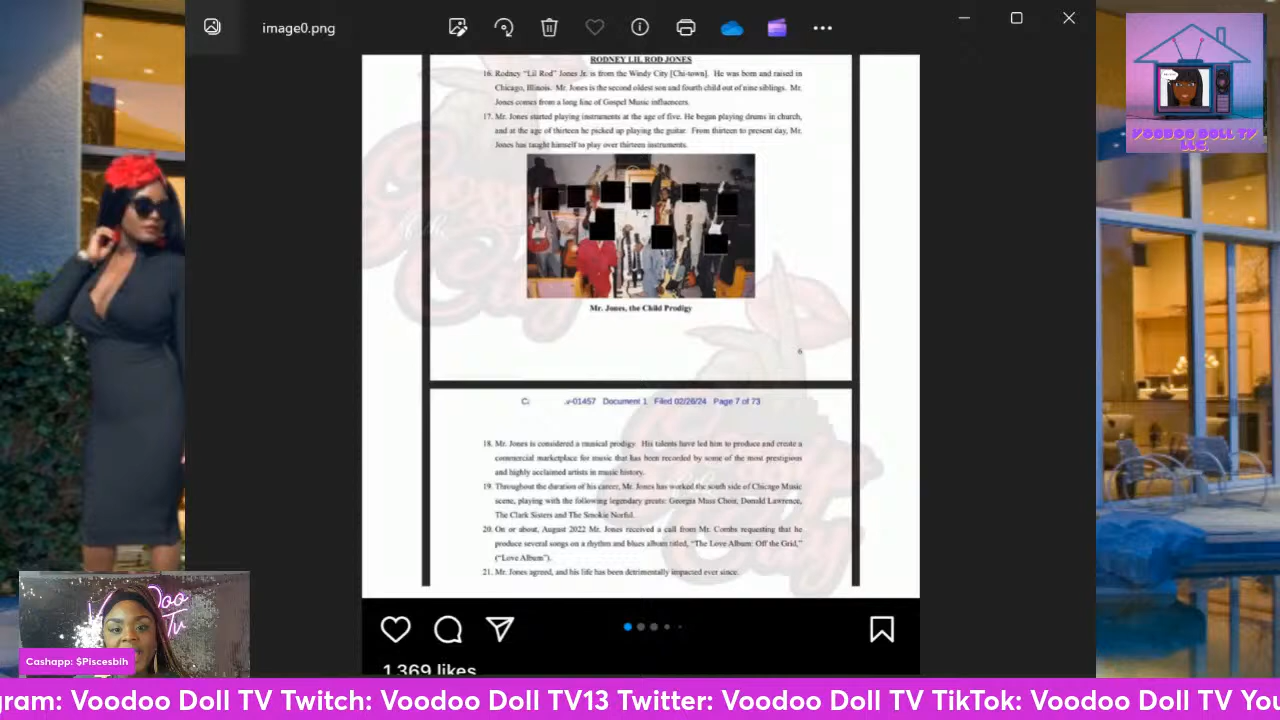 image0.png
RODNEY LIL ROD JONES
16. Rodney "Lil Rod" Jones Jr. is from the Windy City [Chi-town]. He was born and raised in
Chicago, Illinois. Mr. Jones is the second oldest son and fourth child out of nine siblings. Mr.
Jones comes from a long line of Gospel Music influencers.
17. Mr. Jones started playing instruments at the age of five. He began playing drums in church,
and at the age of thirteen he picked up playing the guitar. From thirteen to present day, Mr.
Jones has taught himself to play over thirteen instruments.
Mr. Jones, the Child Prodigy
6
-01457 Document 1 Filed 02/26/24 Page 7 of 73
18. Mr. Jones is considered a musical prodigy. His talents have led him to produce and create a
commercial marketplace for music that has been recorded by some of the most prestigious
and highly acclaimed artists in music history.
19. Throughout the duration of his career, Mr. Jones has worked the south side of Chicago Music
scene, playing with the following legendary greats: Georgia Mass Choir, Donald Lawrence,
The Clark Sisters and The Smokie Norful.
20. On or about, August 2022 Mr. Jones received a call from Mr. Combs requesting that he
produce several songs on a rhythm and blues album titled, "The Love Album: Off the Grid,"
("Love Album").
21. Mr. Jones agreed, and his life has been detrimentally impacted ever since.
1,369 likes
VOODOO DOLL TV
LLC.
Voodoo
Tv
Cashapp: $PIscesbih
gram: Voodoo Doll TV Twitch: Voodoo Doll TV13 Twitter: Voodoo Doll TV TikTok: Voodoo Doll TV You